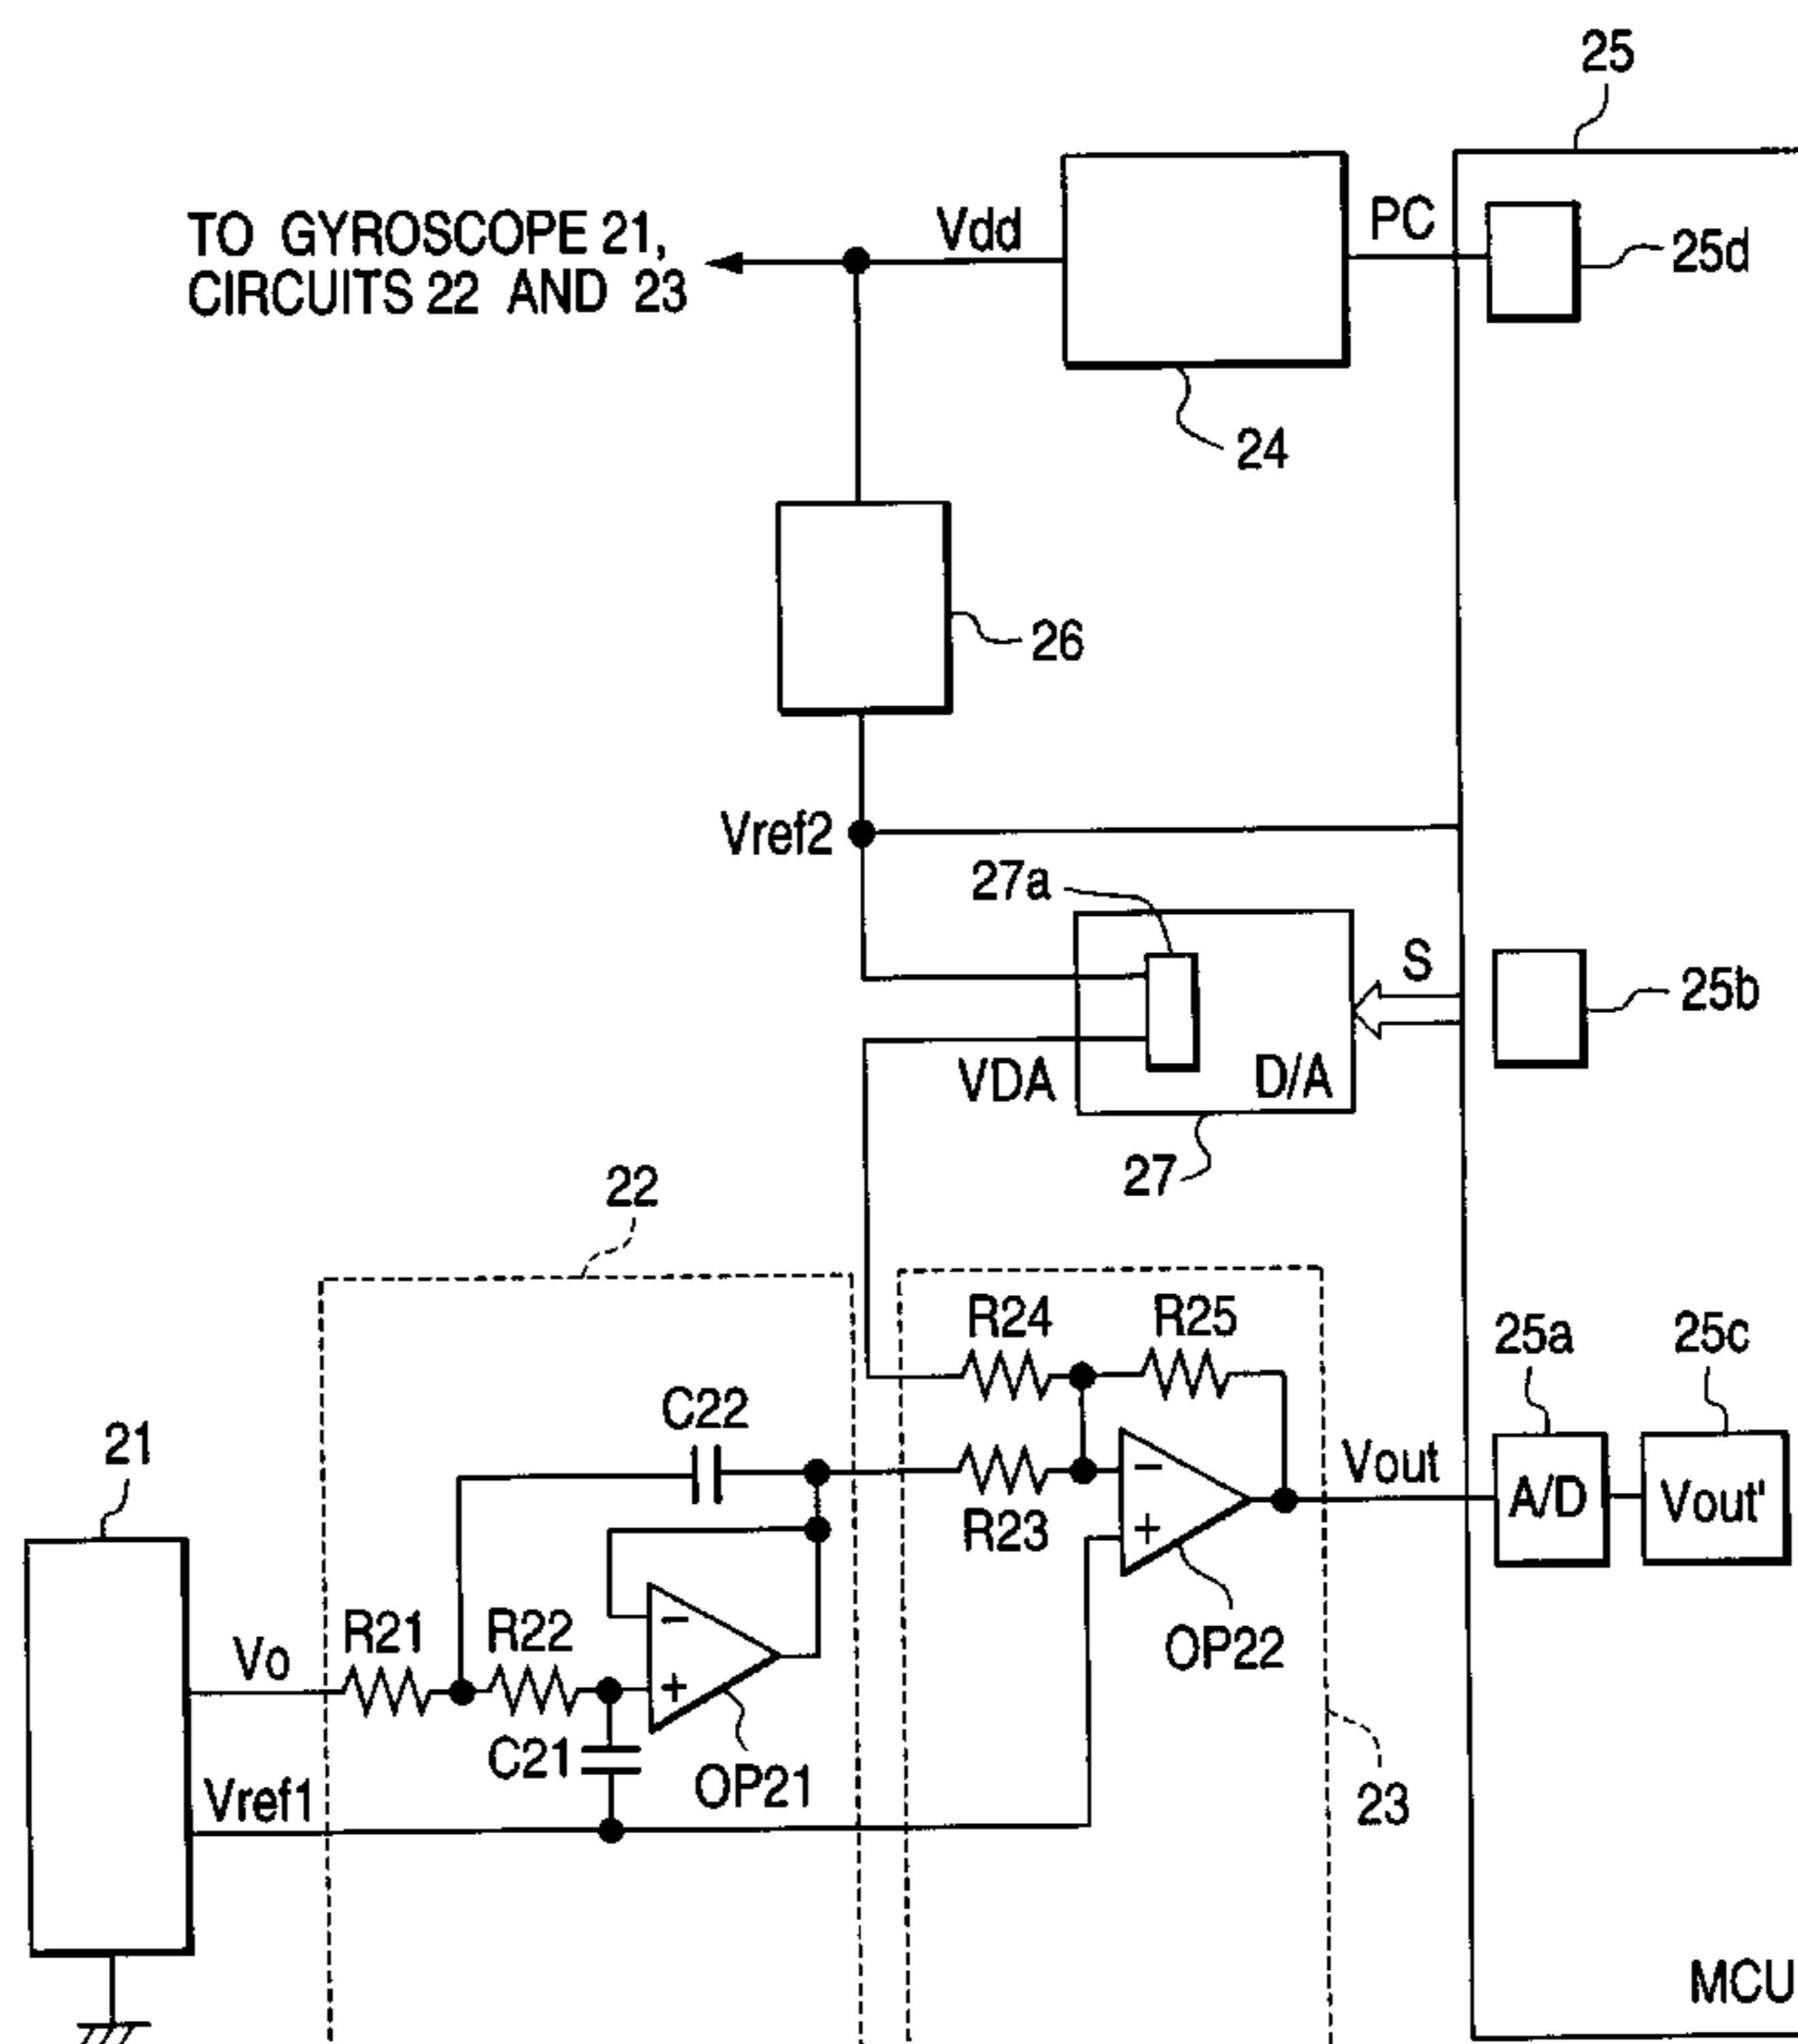 25
TO GYROSCOPE 21,
CIRCUITS 22 AND 23
Vdd
PC
25d
24
26
Vref2
27a
S
25b
VDA
D/A
27
22
R24
R25
25a
25c
C22
21
Vout
A/D
Vout'
R23
+
−
OP22
Vo
R21
R22
−
+
C21
OP21
Vref1
23
MCU